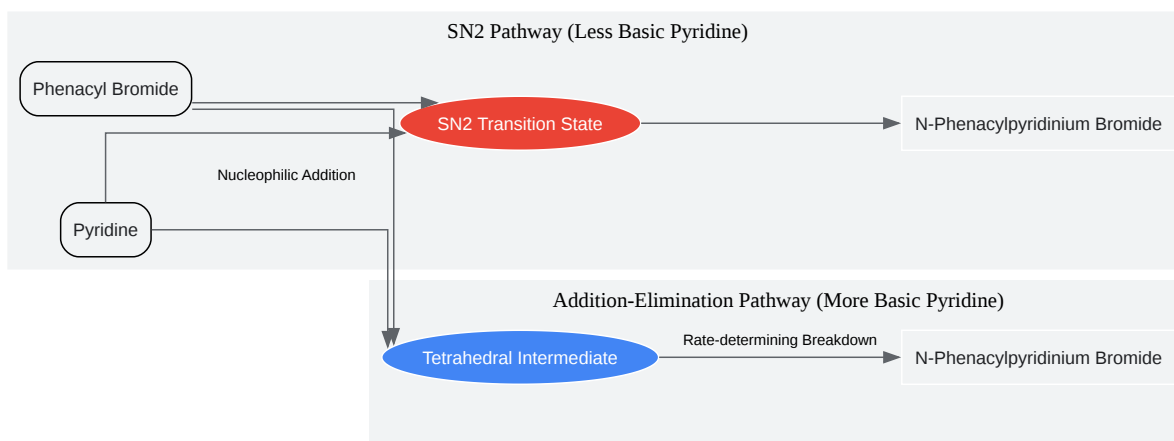 SN2 Pathway (Less Basic Pyridine)
Phenacyl Bromide
SN2 Transition State
N-Phenacylpyridinium Bromide
Nucleophilic Addition
Pyridine
Addition-Elimination Pathway (More Basic Pyridine)
Tetrahedral Intermediate
Rate-determining Breakdown
N-Phenacylpyridinium Bromide